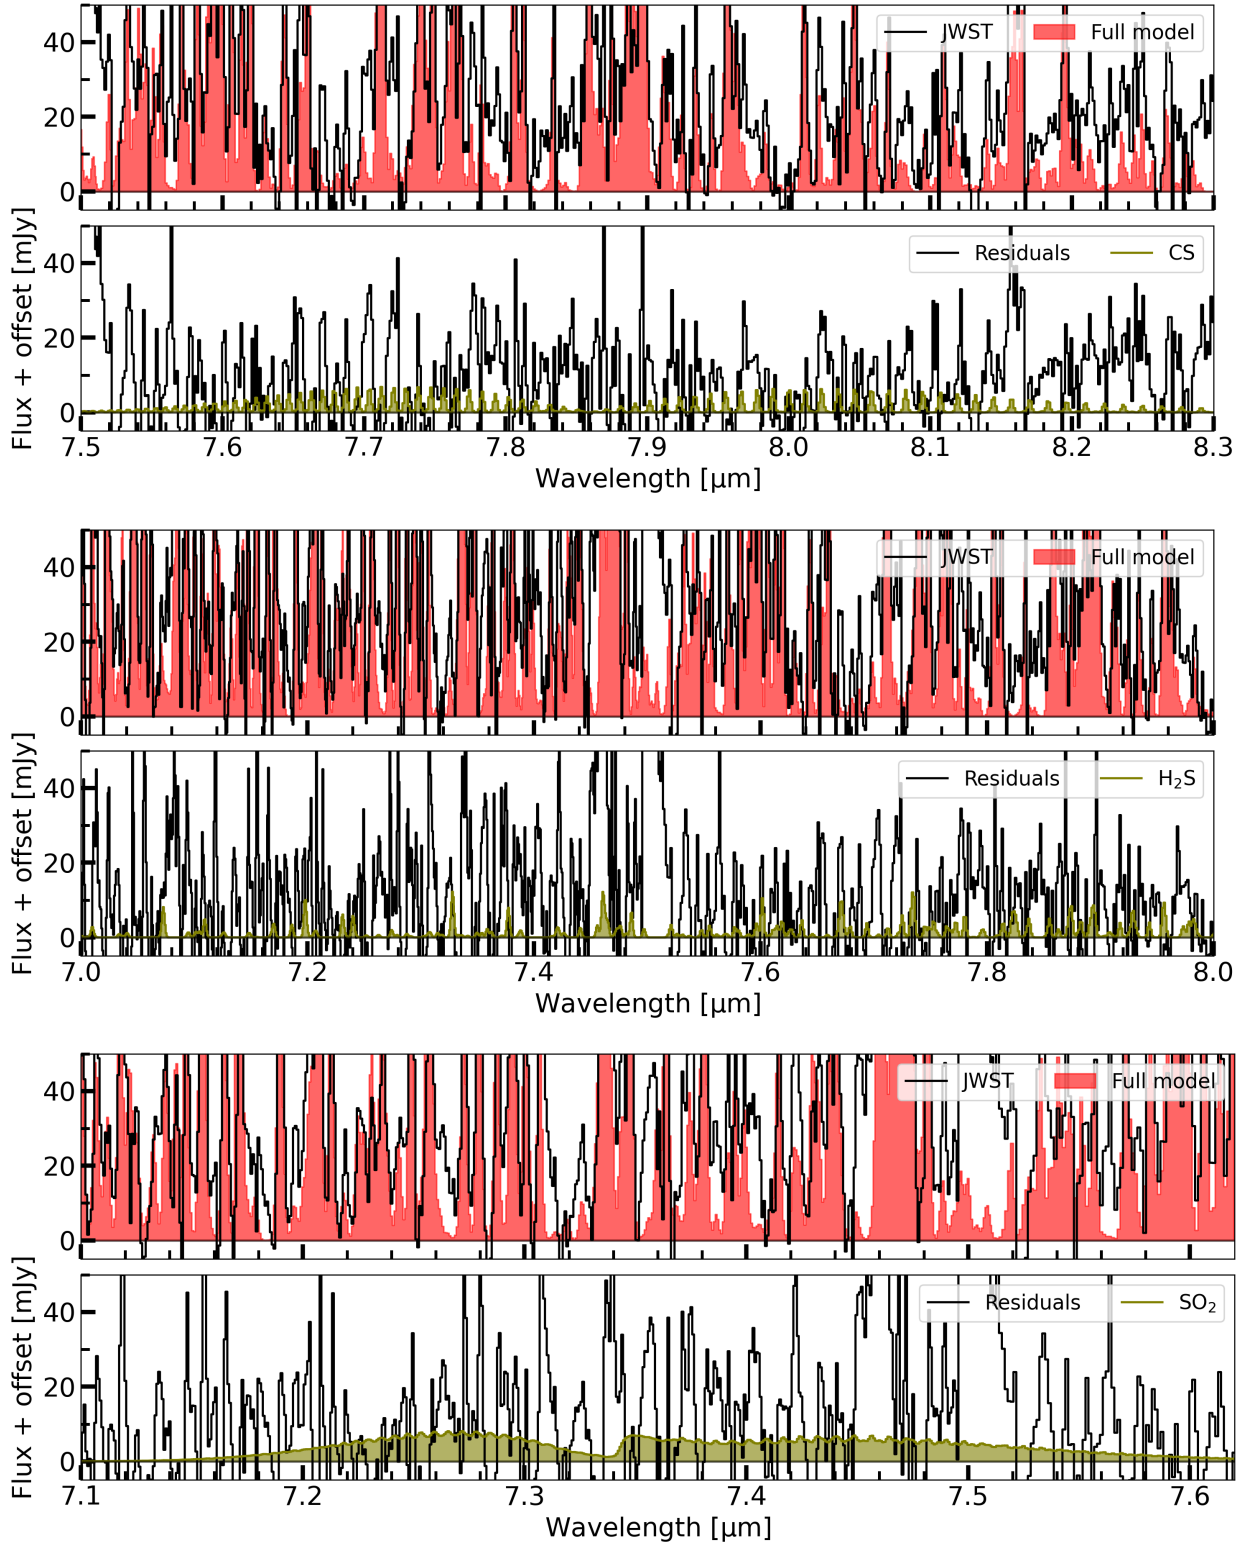 JWST Full model
40
20
0
Residuals CS
40
20
0
7.5 7.6 7.7 7.8 7.9 8.0 8.1 8.2 8.3
Wavelength [μm]
Flux + offset [mJy]
JWST Full model
40
20
0
Residuals H₂S
40
20
0
7.0 7.2 7.4 7.6 7.8 8.0
Wavelength [μm]
Flux + offset [mJy]
JWST Full model
40
20
0
Residuals SO₂
40
20
0
7.1 7.2 7.3 7.4 7.5 7.6
Wavelength [μm]
Flux + offset [mJy]